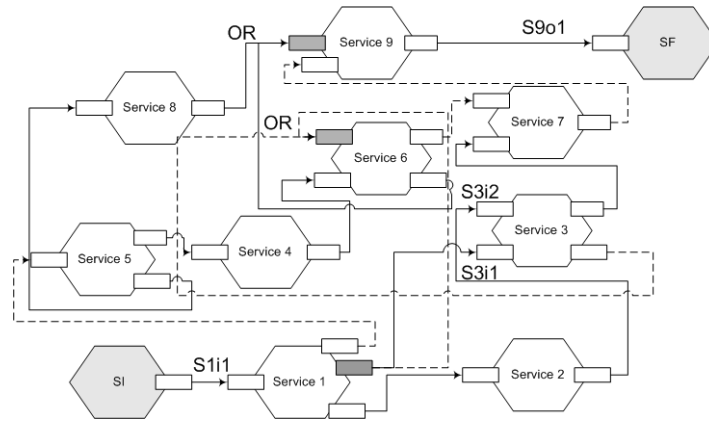 OR
Service 9
S9o1
SF
Service 8
OR
Service 7
Service 6
S3i2
Service 3
Service 5
Service 4
S3i1
S1i1
SI
Service 1
Service 2